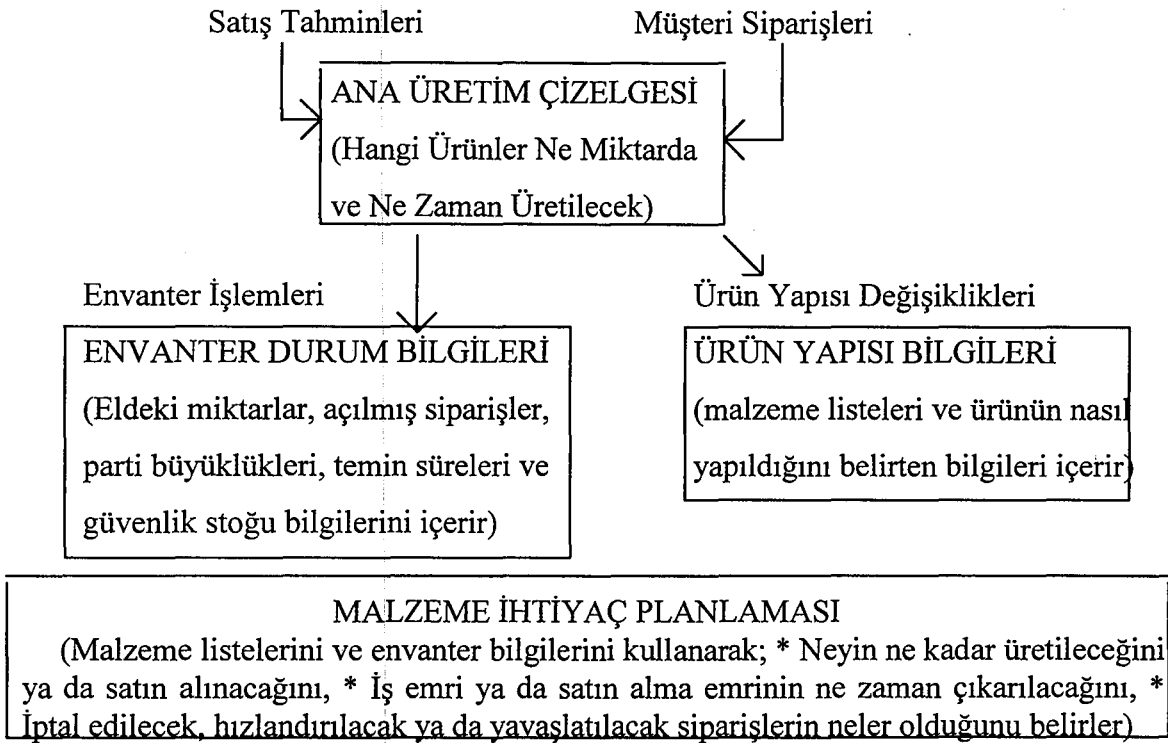 Satış Tahminleri
Müşteri Siparişleri
ANA ÜRETİM ÇİZELGESİ
(Hangi Ürünler Ne Miktarda
ve Ne Zaman Üretilecek)
Envanter İşlemleri
Ürün Yapısı Değişiklikleri
ENVANTER DURUM BİLGİLERİ
(Eldeki miktarlar, açılmış siparişler,
parti büyüklükleri, temin süreleri ve
güvenlik stoğu bilgilerini içerir)
ÜRÜN YAPISI BİLGİLERİ
(malzeme listeleri ve ürünün nasıl
yapıldığını belirten bilgileri içerir)
MALZEME İHTİYAÇ PLANLAMASI
(Malzeme listelerini ve envanter bilgilerini kullanarak; * Neyin ne kadar üretileceğini
ya da satın alınacağını, * İş emri ya da satın alma emrinin ne zaman çıkarılacağını, *
İptal edilecek, hızlandırılacak ya da yavaşlatılacak siparişlerin neler olduğunu belirler)